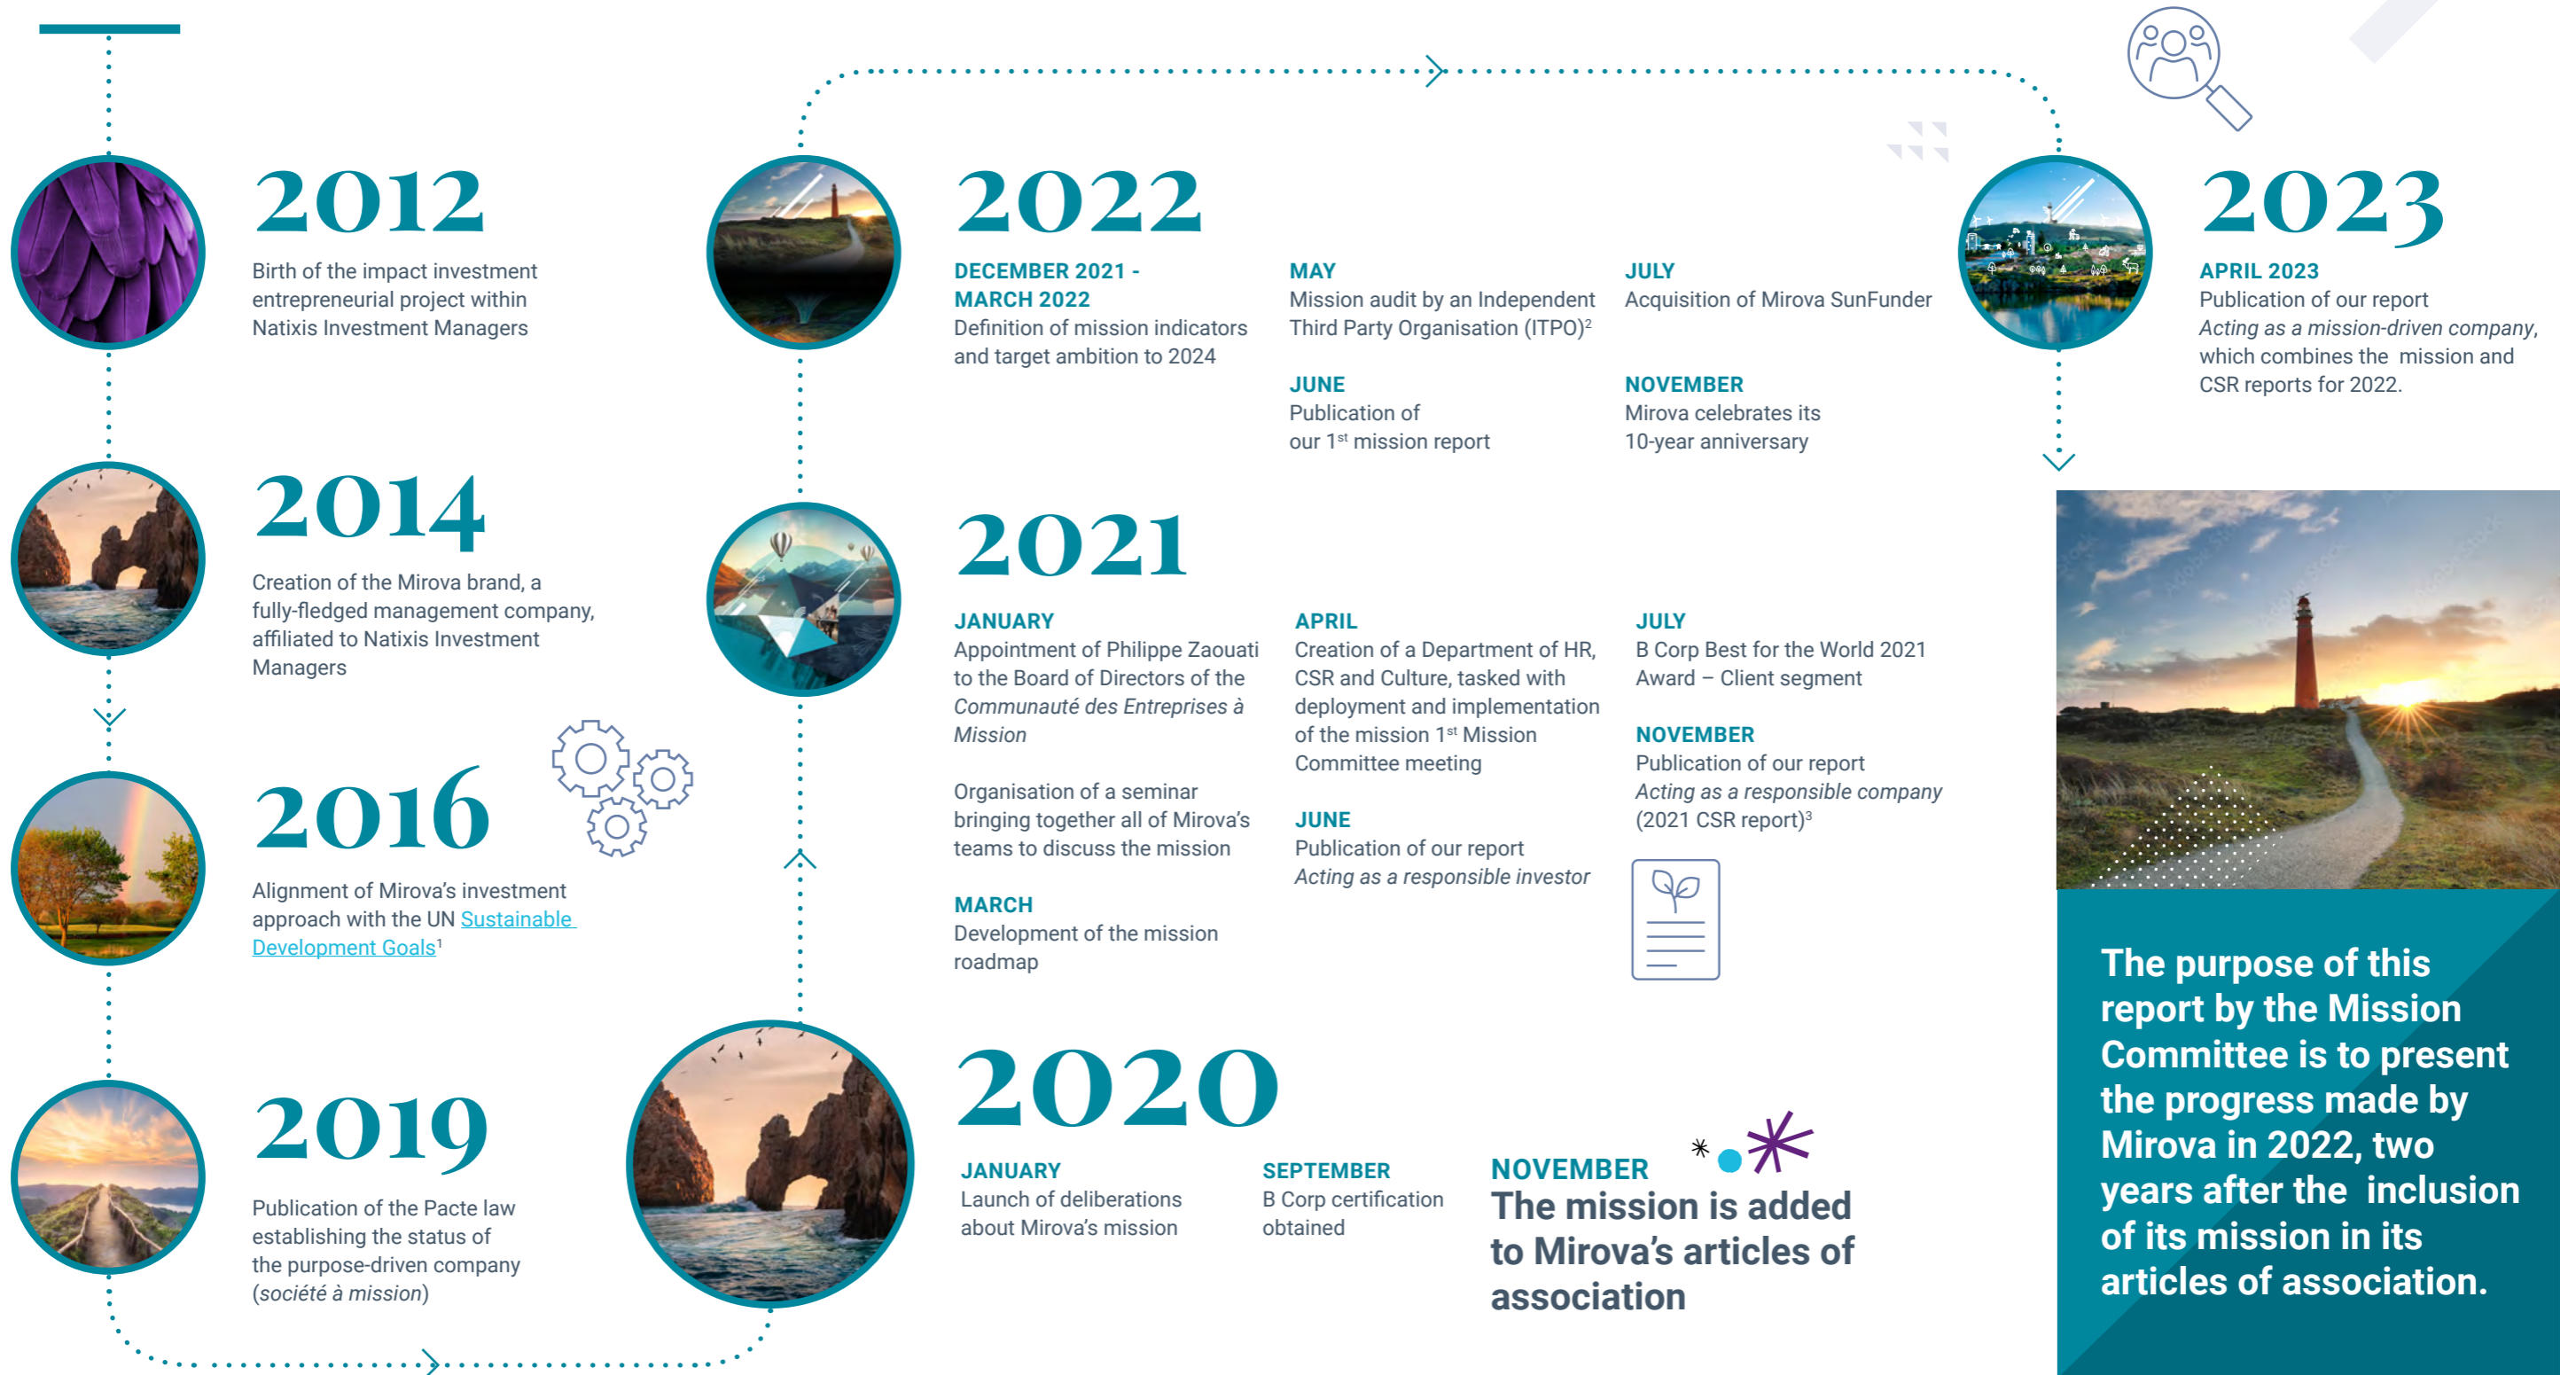 2012
Birth of the impact investment
entrepreneurial project within
Natixis Investment Managers
2014
Creation of the Mirova brand, a
fully-fledged management company,
affiliated to Natixis Investment
Managers
2016
Alignment of Mirova’s investment
approach with the UN Sustainable
Development Goals¹
2019
Publication of the Pacte law
establishing the status of
the purpose-driven company
(société à mission)
2020
JANUARY
Launch of deliberations
about Mirova’s mission
SEPTEMBER
B Corp certification
obtained
NOVEMBER
The mission is added
to Mirova’s articles of
association
2021
JANUARY
Appointment of Philippe Zaouati
to the Board of Directors of the
Communauté des Entreprises à
Mission
Organisation of a seminar
bringing together all of Mirova’s
teams to discuss the mission
MARCH
Development of the mission
roadmap
APRIL
Creation of a Department of HR,
CSR and Culture, tasked with
deployment and implementation
of the mission 1st Mission
Committee meeting
JUNE
Publication of our report
Acting as a responsible investor
JULY
B Corp Best for the World 2021
Award – Client segment
NOVEMBER
Publication of our report
Acting as a responsible company
(2021 CSR report)³
2022
DECEMBER 2021 -
MARCH 2022
Definition of mission indicators
and target ambition to 2024
MAY
Mission audit by an Independent
Third Party Organisation (ITPO)²
JUNE
Publication of
our 1st mission report
JULY
Acquisition of Mirova SunFunder
NOVEMBER
Mirova celebrates its
10-year anniversary
2023
APRIL 2023
Publication of our report
Acting as a mission-driven company,
which combines the mission and
CSR reports for 2022.
The purpose of this
report by the Mission
Committee is to present
the progress made by
Mirova in 2022, two
years after the inclusion
of its mission in its
articles of association.